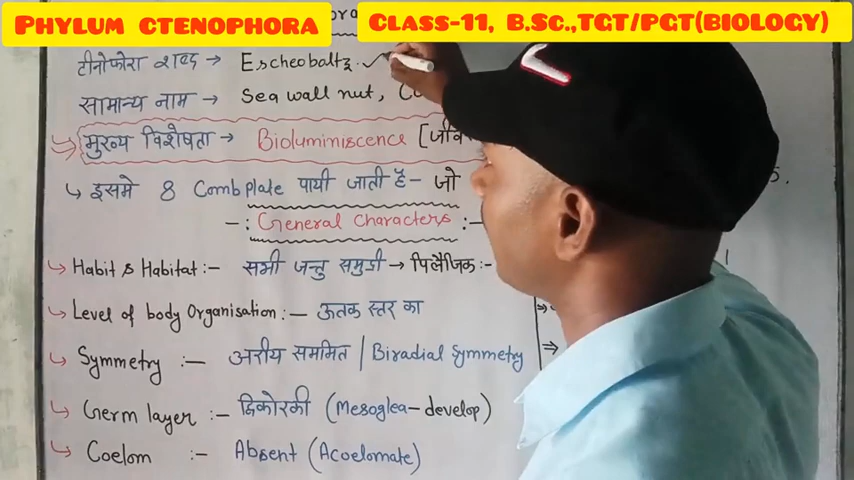 PHYLUM CTENOPHORA
CLASS-11, B.SC.,TGT/PGT(BIOLOGY)
टीनोफोरा शब्द → Escheobaltz.
सामान्य नाम → Sea wall nut,
मुख्य विशेषता → Bioluminiscence [जीव
↳ इसमे 8 Comb Plate पायी जाती है - जो
-: General Characters :-
Habit & Habitat :- सभी जन्तु समुद्री → पिलैजिक :-
Level of body Organisation :- ऊतक स्तर का
Symmetry :- अरीय सममित | Biradial Symmetry
Germ layer :- द्विकोरकी (Mesoglea - develop)
Coelom :- Absent (Acoelomate)